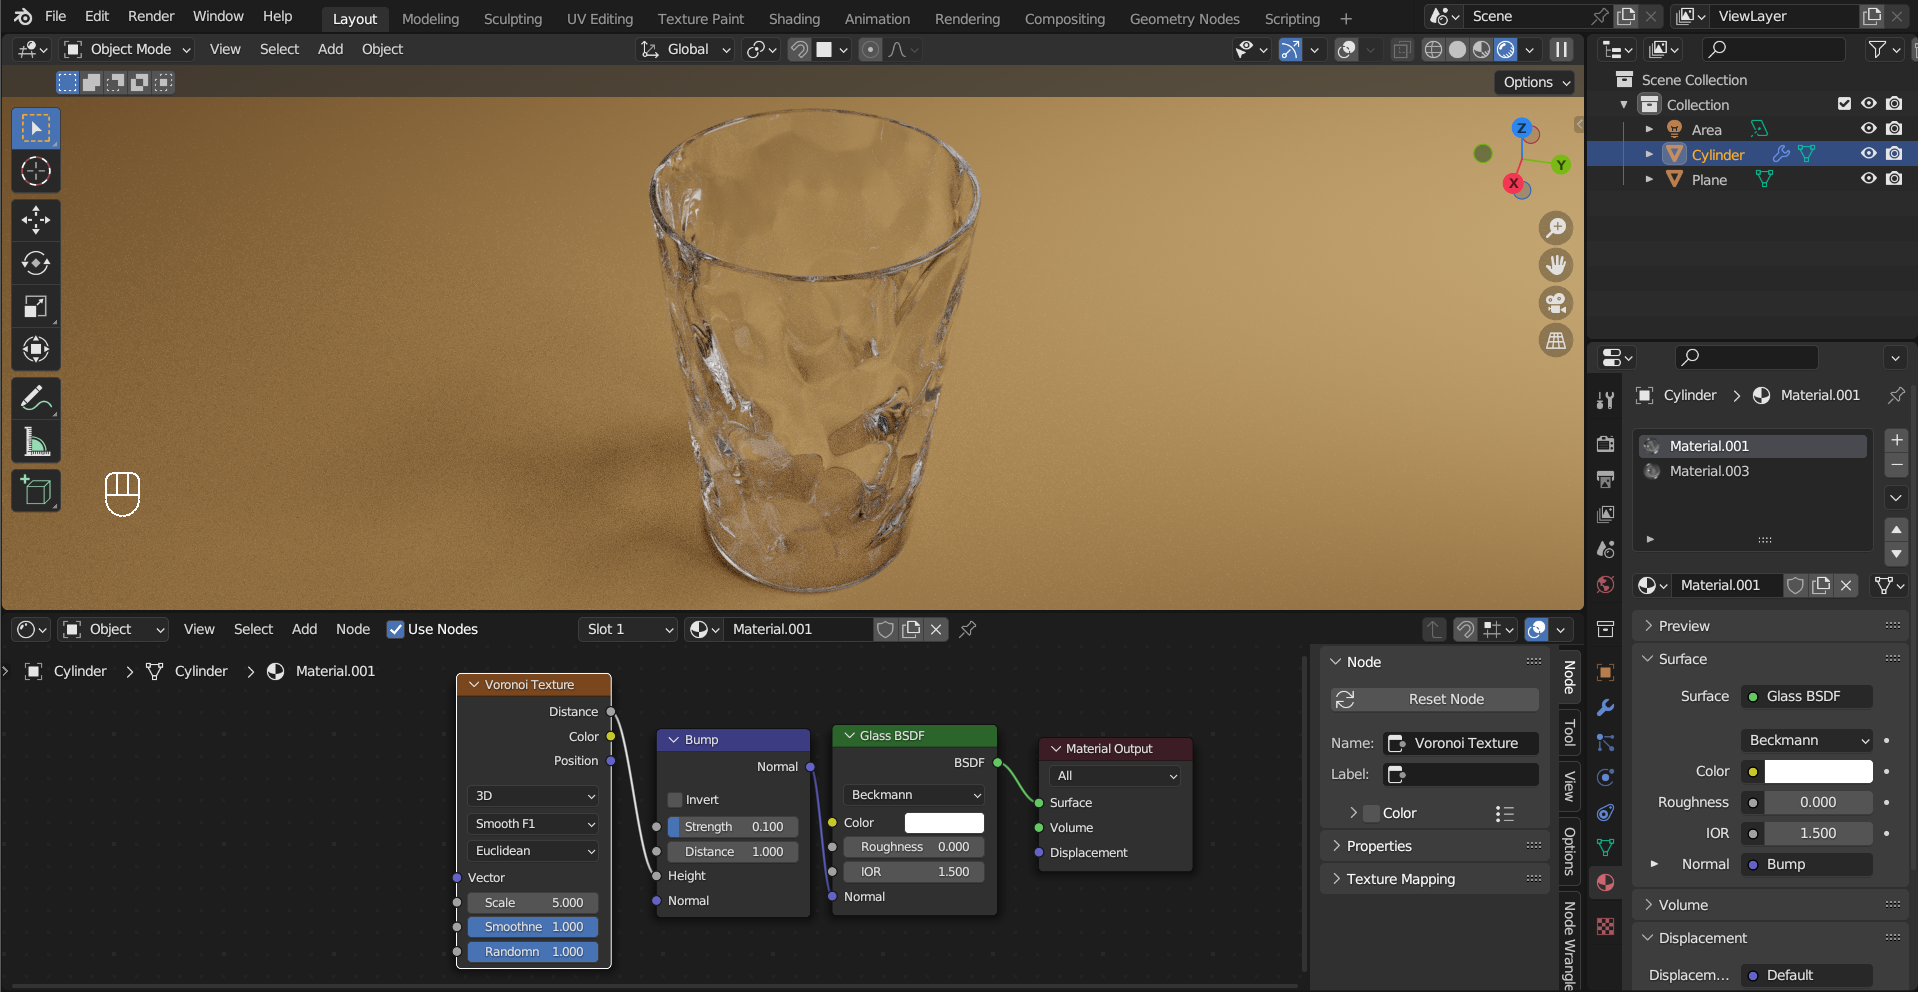 File Edit Render Window Help Layout Modeling Sculpting UV Editing Texture Paint Shading Animation Rendering Compositing Geometry Nodes Scripting + Scene ViewLayer
Object Mode View Select Add Object Global
Options
Z
Y
X
Scene Collection
Collection
Area
Cylinder
Plane
Cylinder > Material.001
Material.001
Material.003
Material.001
Preview
Surface
Surface Glass BSDF
Beckmann
Color
Roughness 0.000
IOR 1.500
Normal Bump
Volume
Displacement
Displacem... Default
Object View Select Add Node Use Nodes Slot 1 Material.001
Cylinder > Cylinder > Material.001
Voronoi Texture
Distance
Color
Position
3D
Smooth F1
Euclidean
Vector
Scale 5.000
Smoothne 1.000
Randomn 1.000
Bump
Normal
Invert
Strength 0.100
Distance 1.000
Height
Normal
Glass BSDF
BSDF
Beckmann
Color
Roughness 0.000
IOR 1.500
Normal
Material Output
All
Surface
Volume
Displacement
Node
Reset Node
Name: Voronoi Texture
Label:
Color
Properties
Texture Mapping
Node
Tool
View
Options
Node Wrangle